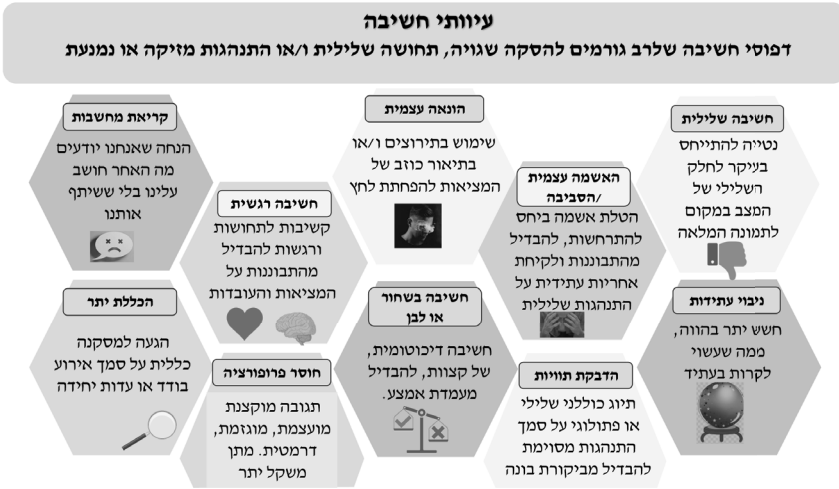 עיוותי חשיבה
דפוסי חשיבה שלרב גורמים להסקה שגויה, תחושה שלילית ו/או התנהגות מזיקה או נמנעת
חשיבה שלילית
נטייה להתייחס
בעיקר לחלק
השלילי של
המצב במקום
לתמונה המלאה
האשמה עצמית
/הסביבה
הטלת אשמה ביחס
להתרחשות, להבדיל
מהתבוננות ולקיחת
אחריות עתידית על
התנהגות שלילית
הונאה עצמית
שימוש בתירוצים ו/או
בתיאור כוזב של
המציאות להפחתת לחץ
חשיבה רגשית
קשיבות לתחושות
ורגשות להבדיל
מהתבוננות על
המציאות והעובדות
קריאת מחשבות
הנחה שאנחנו יודעים
מה האחר חושב
עלינו בלי ששיתף
אותנו
ניבוי עתידות
חשש יתר בהווה,
ממה שעשוי
לקרות בעתיד
הדבקת תוויות
תיוג כוללני שלילי
או פתולוגי על סמך
התנהגות מסוימת
להבדיל מביקורת בונה
חשיבה בשחור
או לבן
חשיבה דיכוטומית,
של קצוות, להבדיל
מעמדת אמצע.
חוסר פרופורציה
תגובה מוקצנת
מועצמת, מוגזמת,
דרמטית. מתן
משקל יתר
הכללת יתר
הגעה למסקנה
כללית על סמך אירוע
בודד או עדות יחידה